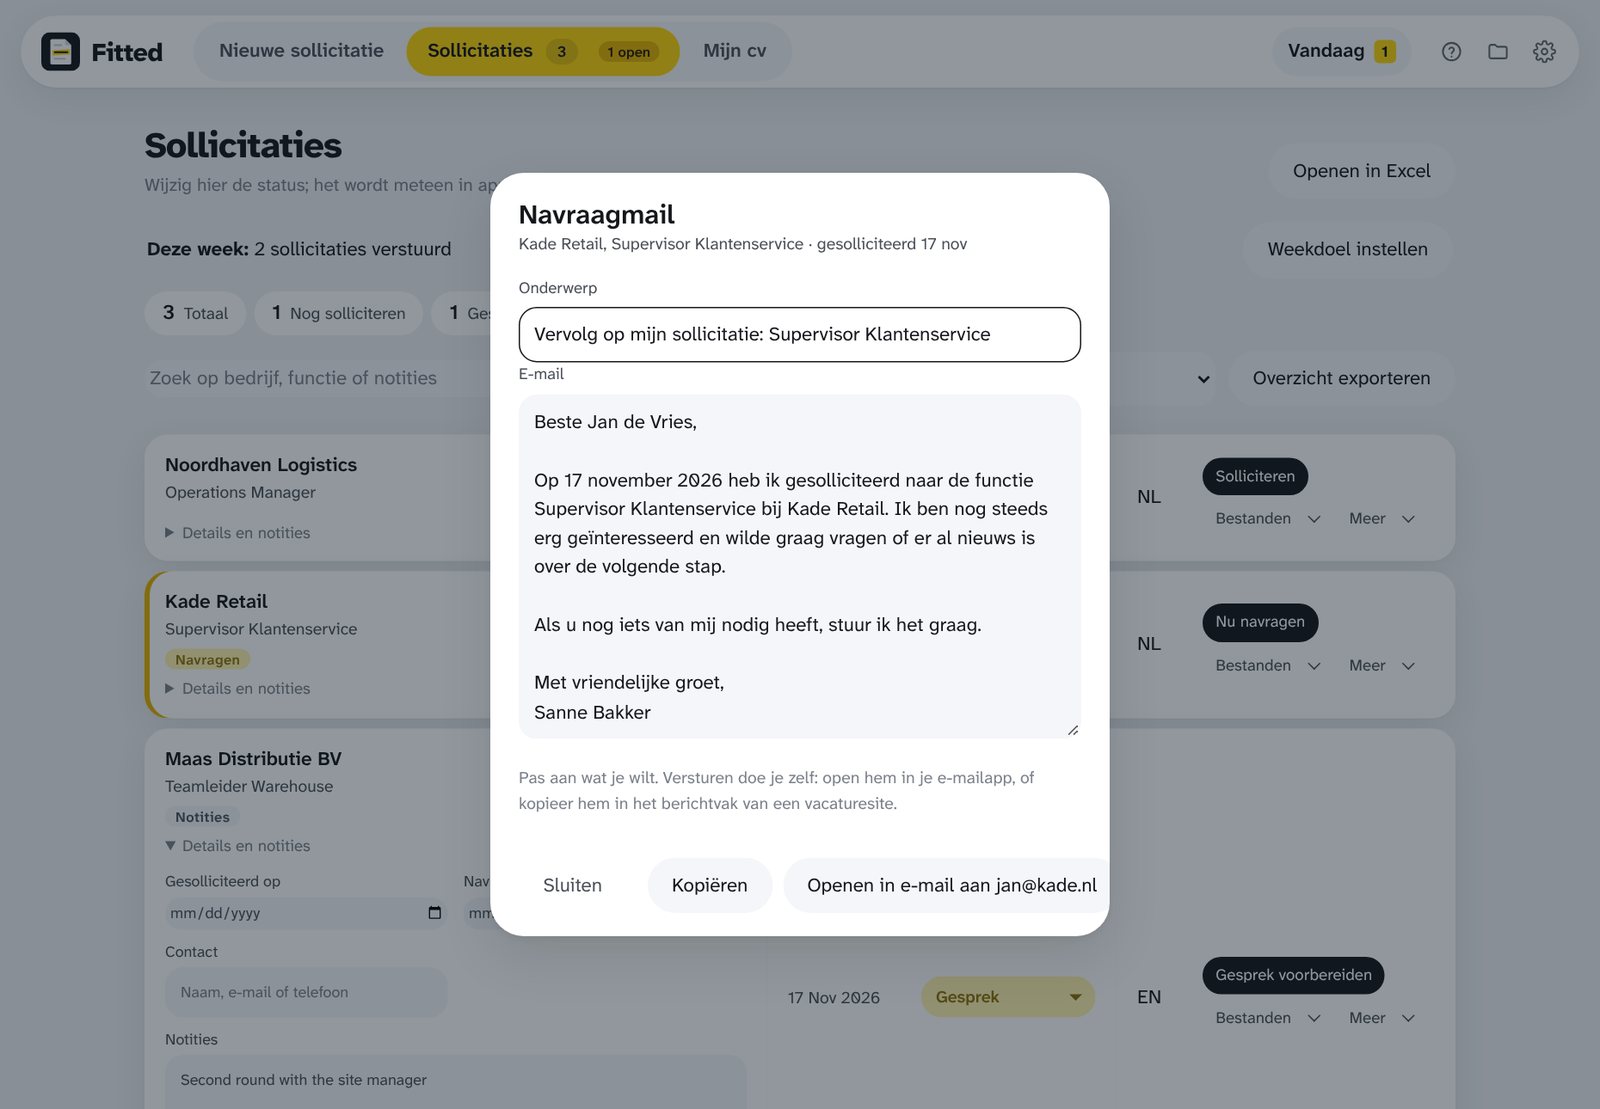 Fitted
Nieuwe sollicitatie
Sollicitaties 3 1 open
Mijn cv
Vandaag 1
Sollicitaties
Wijzig hier de status; het wordt meteen in
Openen in Excel
Deze week: 2 sollicitaties verstuurd
Weekdoel instellen
3 Totaal
1 Nog solliciteren
1
Zoek op bedrijf, functie of notities
Overzicht exporteren
Noordhaven Logistics
Operations Manager
Details en notities
NL
Solliciteren
Bestanden
Meer
Kade Retail
Supervisor Klantenservice
Navragen
Details en notities
NL
Nu navragen
Bestanden
Meer
Maas Distributie BV
Teamleider Warehouse
Notities
Details en notities
Gesolliciteerd op
mm/dd/yyyy
Contact
Naam, e-mail of telefoon
Notities
Second round with the site manager
17 Nov 2026
Gesprek
EN
Gesprek voorbereiden
Bestanden
Meer
Navraagmail
Kade Retail, Supervisor Klantenservice · gesolliciteerd 17 nov
Onderwerp
Vervolg op mijn sollicitatie: Supervisor Klantenservice
E-mail
Beste Jan de Vries,
Op 17 november 2026 heb ik gesolliciteerd naar de functie
Supervisor Klantenservice bij Kade Retail. Ik ben nog steeds
erg geïnteresseerd en wilde graag vragen of er al nieuws is
over de volgende stap.
Als u nog iets van mij nodig heeft, stuur ik het graag.
Met vriendelijke groet,
Sanne Bakker
Pas aan wat je wilt. Versturen doe je zelf: open hem in je e-mailapp, of
kopieer hem in het berichtvak van een vacaturesite.
Sluiten
Kopiëren
Openen in e-mail aan jan@kade.nl